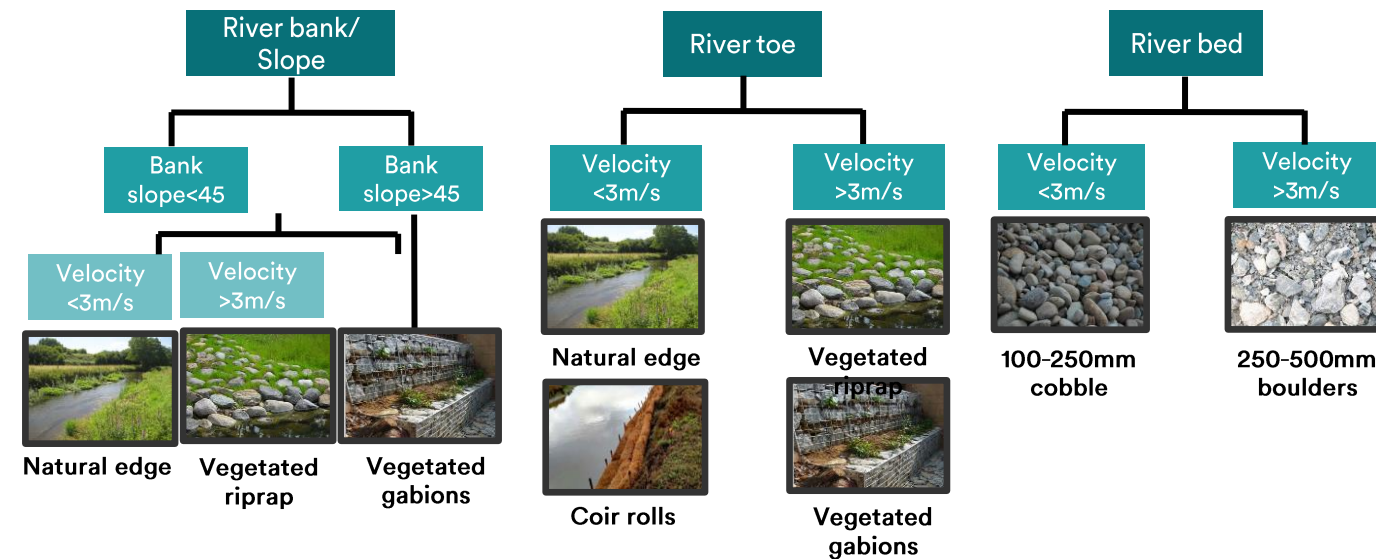 River bank/
Slope
Bank
slope<45
Bank
slope>45
Velocity
<3m/s
Velocity
>3m/s
Natural edge
Vegetated
riprap
Vegetated
gabions
River toe
Velocity
<3m/s
Velocity
>3m/s
Natural edge
Vegetated
riprap
Coir rolls
Vegetated
gabions
River bed
Velocity
<3m/s
Velocity
>3m/s
100-250mm
cobble
250-500mm
boulders